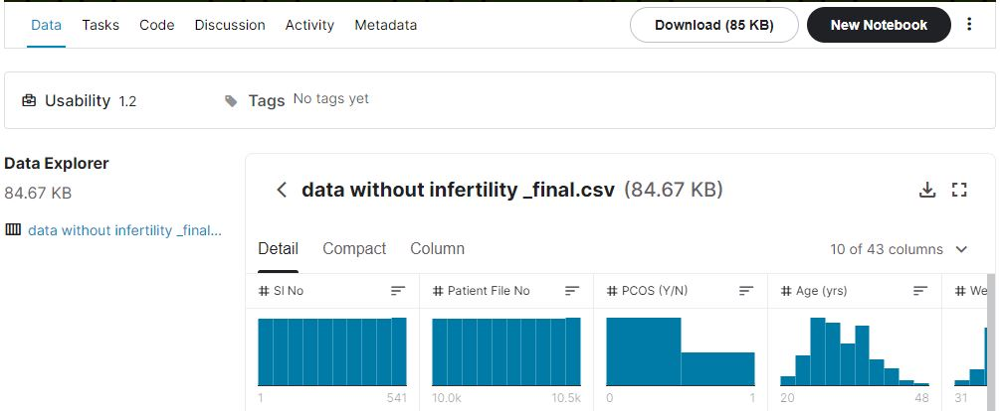 Data Tasks Code Discussion Activity Metadata Download (85 KB) New Notebook
Usability 1.2 Tags No tags yet
Data Explorer
84.67 KB
data without infertility _final...
data without infertility _final.csv (84.67 KB)
Detail Compact Column 10 of 43 columns
# Sl No # Patient File No # PCOS (Y/N) # Age (yrs) # We
1 541 10.0k 10.5k 0 1 20 48 31